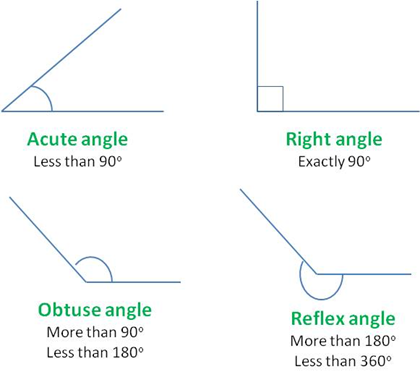 Acute angle
Less than 90°
Right angle
Exactly 90°
Obtuse angle
More than 90°
Less than 180°
Reflex angle
More than 180°
Less than 360°